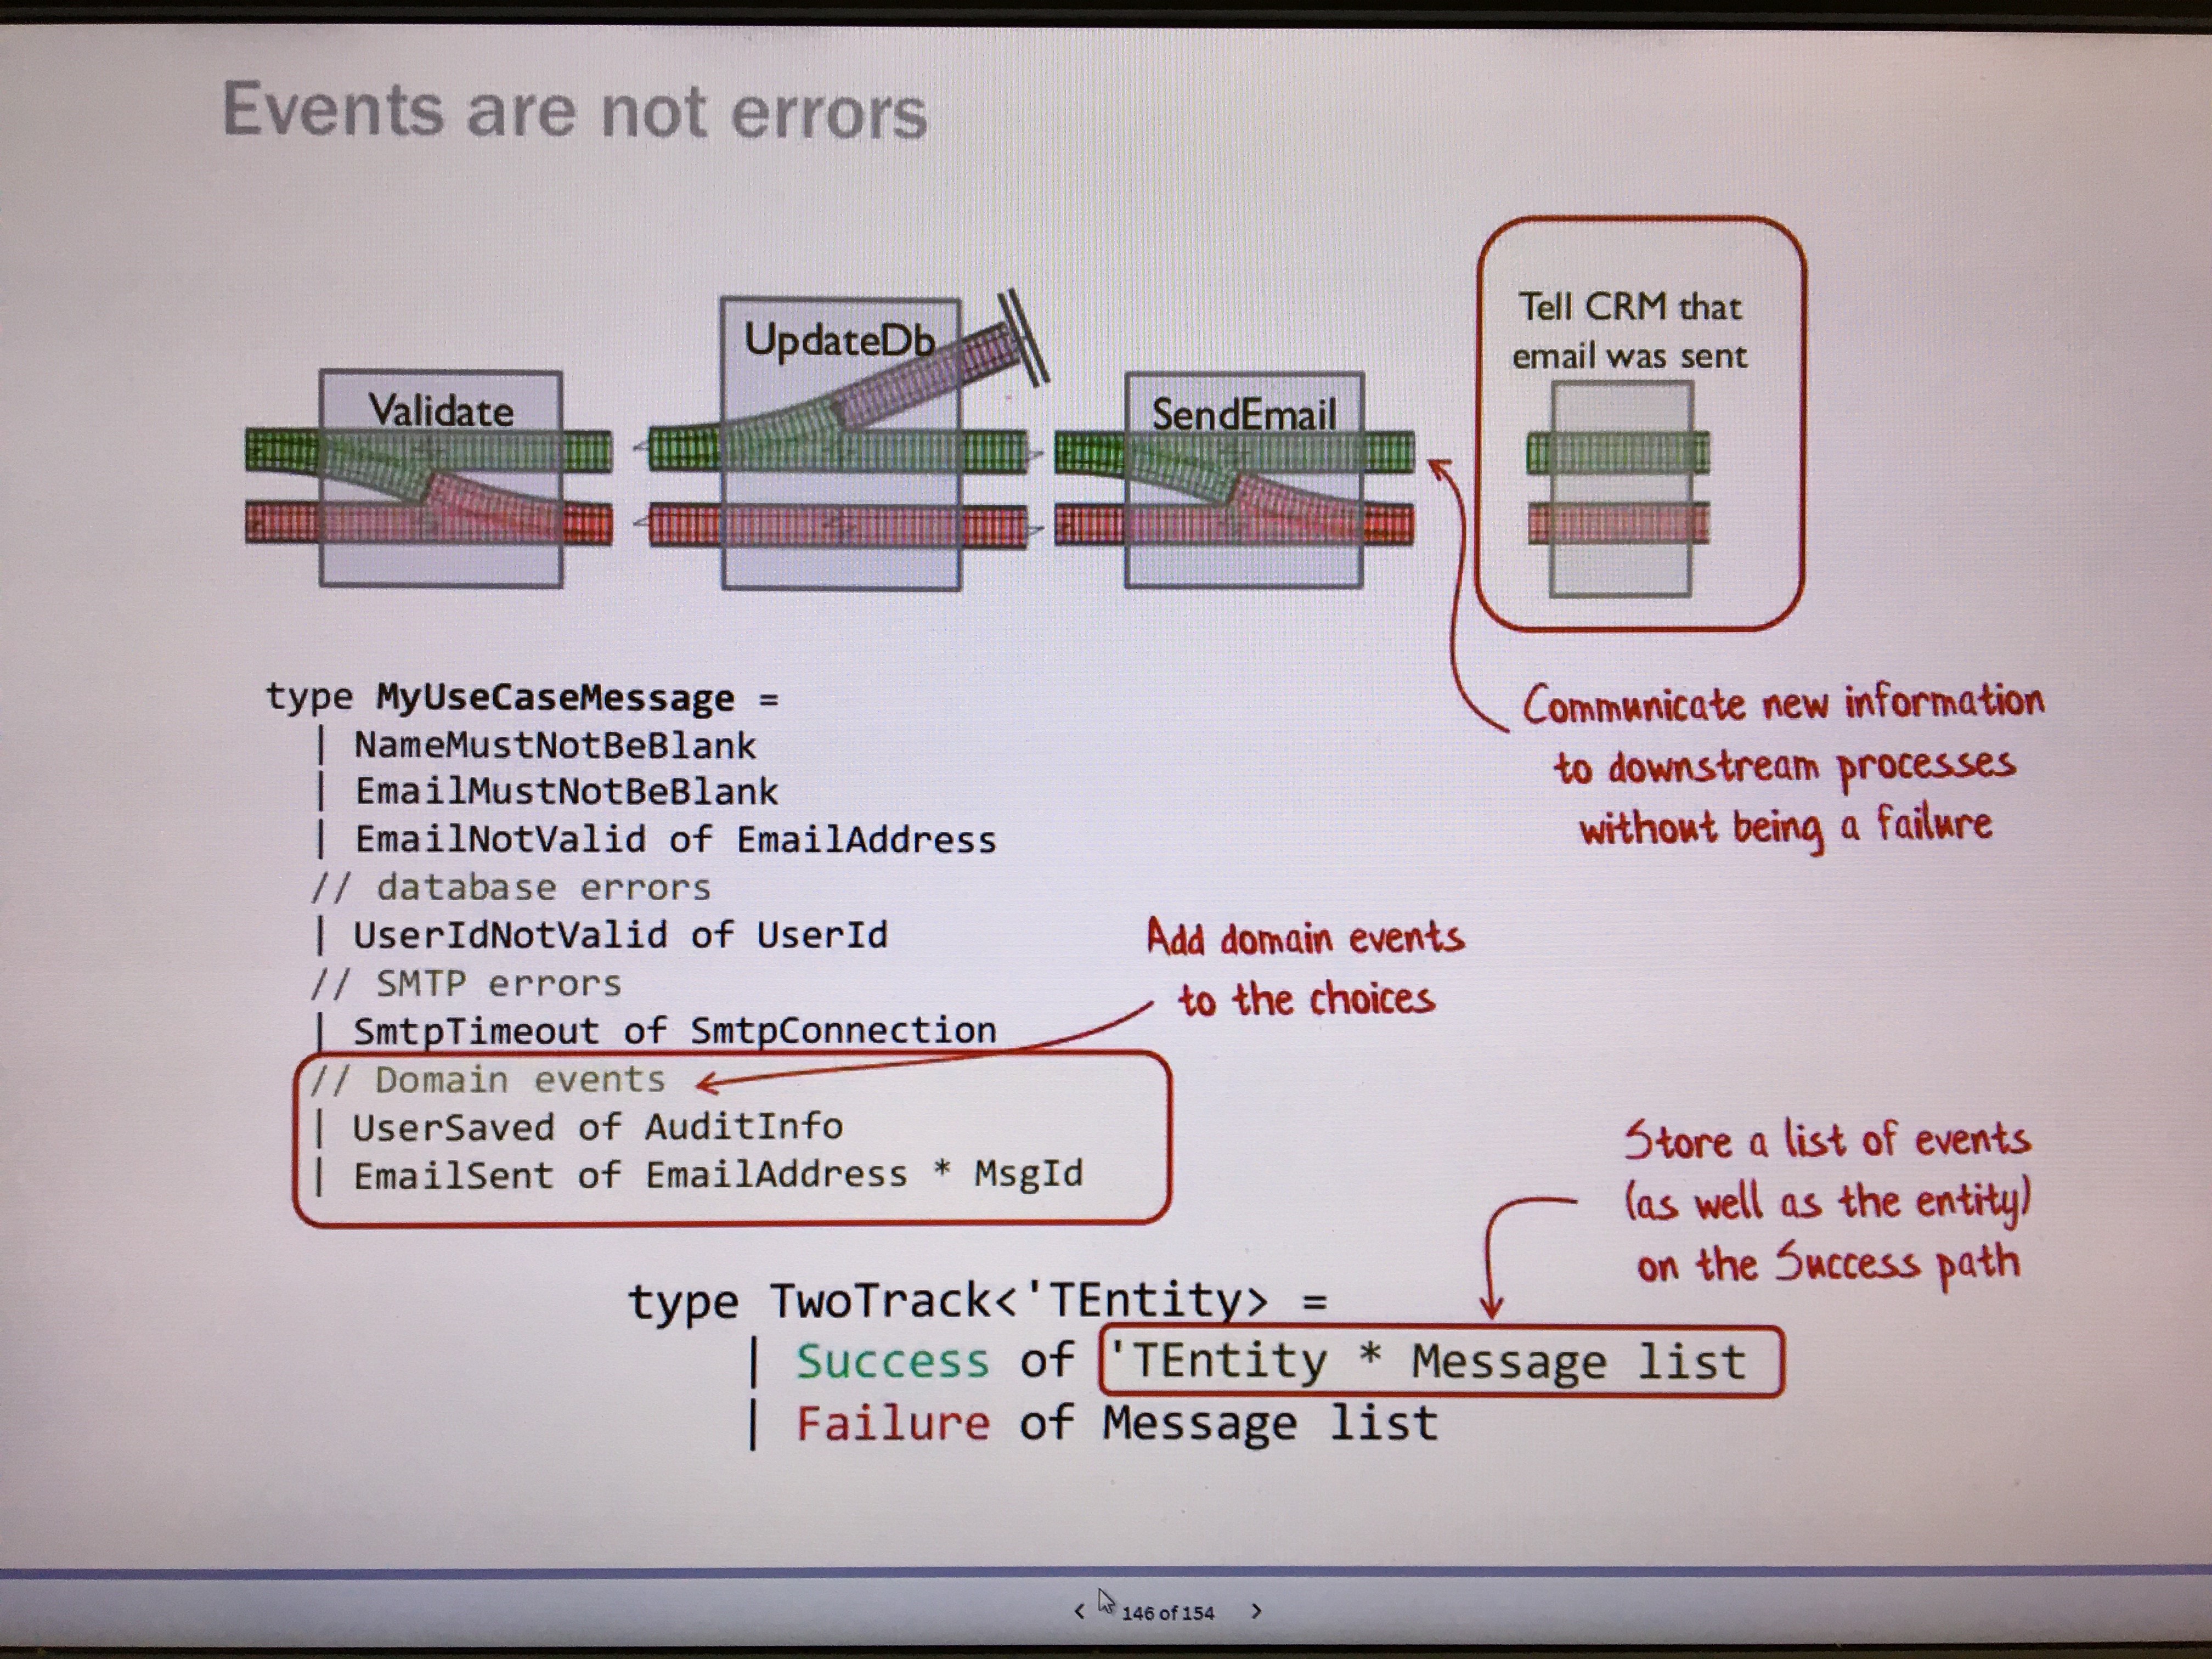 Events are not errors
Validate
UpdateDb
SendEmail
Tell CRM that
email was sent
Communicate new information
to downstream processes
without being a failure
type MyUseCaseMessage =
| NameMustNotBeBlank
| EmailMustNotBeBlank
| EmailNotValid of EmailAddress
// database errors
| UserIdNotValid of UserId
// SMTP errors
| SmtpTimeout of SmtpConnection
// Domain events
| UserSaved of AuditInfo
| EmailSent of EmailAddress * MsgId
Add domain events
to the choices
Store a list of events
(as well as the entity)
on the Success path
type TwoTrack<'TEntity> =
| Success of 'TEntity * Message list
| Failure of Message list
< 146 of 154 >